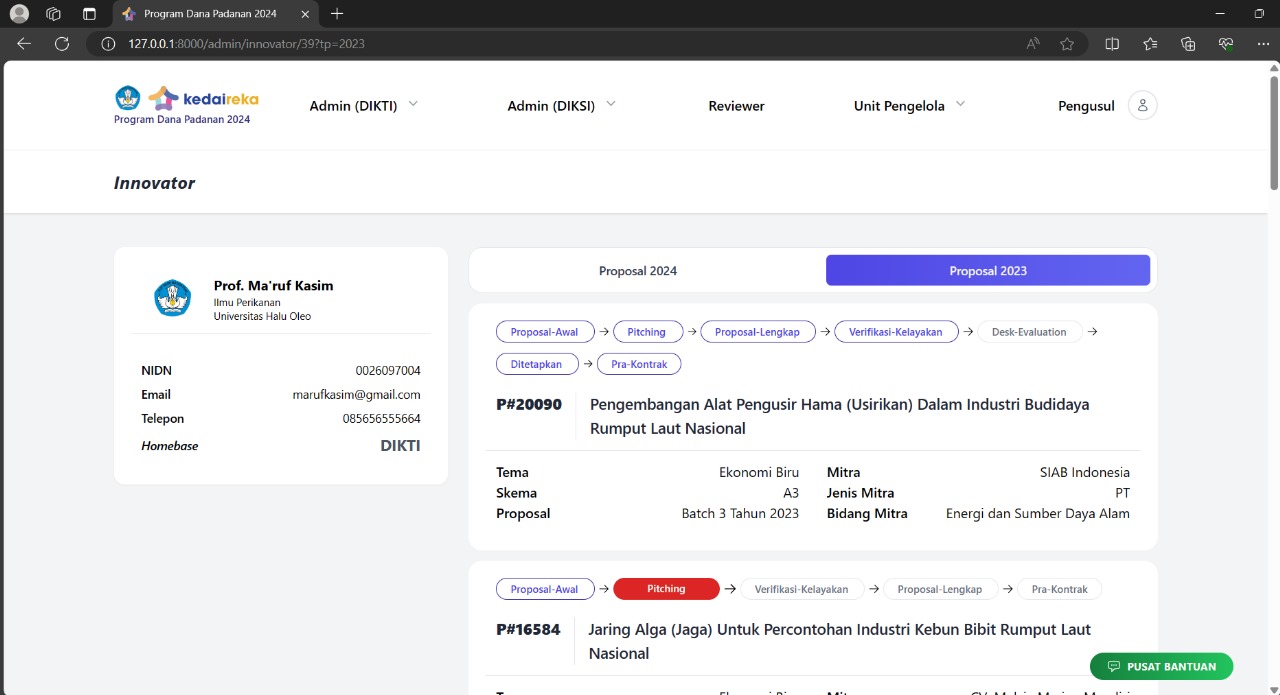 Program Dana Padanan 2024
127.0.0.1:8000/admin/innovator/39?tp=2023
kedaireka
Program Dana Padanan 2024
Admin (DIKTI)
Admin (DIKSI)
Reviewer
Unit Pengelola
Pengusul
Innovator
Prof. Ma'ruf Kasim
Ilmu Perikanan
Universitas Halu Oleo
NIDN 0026097004
Email marufkasim@gmail.com
Telepon 085656555664
Homebase DIKTI
Proposal 2024
Proposal 2023
Proposal-Awal → Pitching → Proposal-Lengkap → Verifikasi-Kelayakan → Desk-Evaluation →
Ditetapkan → Pra-Kontrak
P#20090
Pengembangan Alat Pengusir Hama (Usirikan) Dalam Industri Budidaya
Rumput Laut Nasional
Tema Ekonomi Biru Mitra SIAB Indonesia
Skema A3 Jenis Mitra PT
Proposal Batch 3 Tahun 2023 Bidang Mitra Energi dan Sumber Daya Alam
Proposal-Awal → Pitching → Verifikasi-Kelayakan → Proposal-Lengkap → Pra-Kontrak
P#16584
Jaring Alga (Jaga) Untuk Percontohan Industri Kebun Bibit Rumput Laut
Nasional
PUSAT BANTUAN